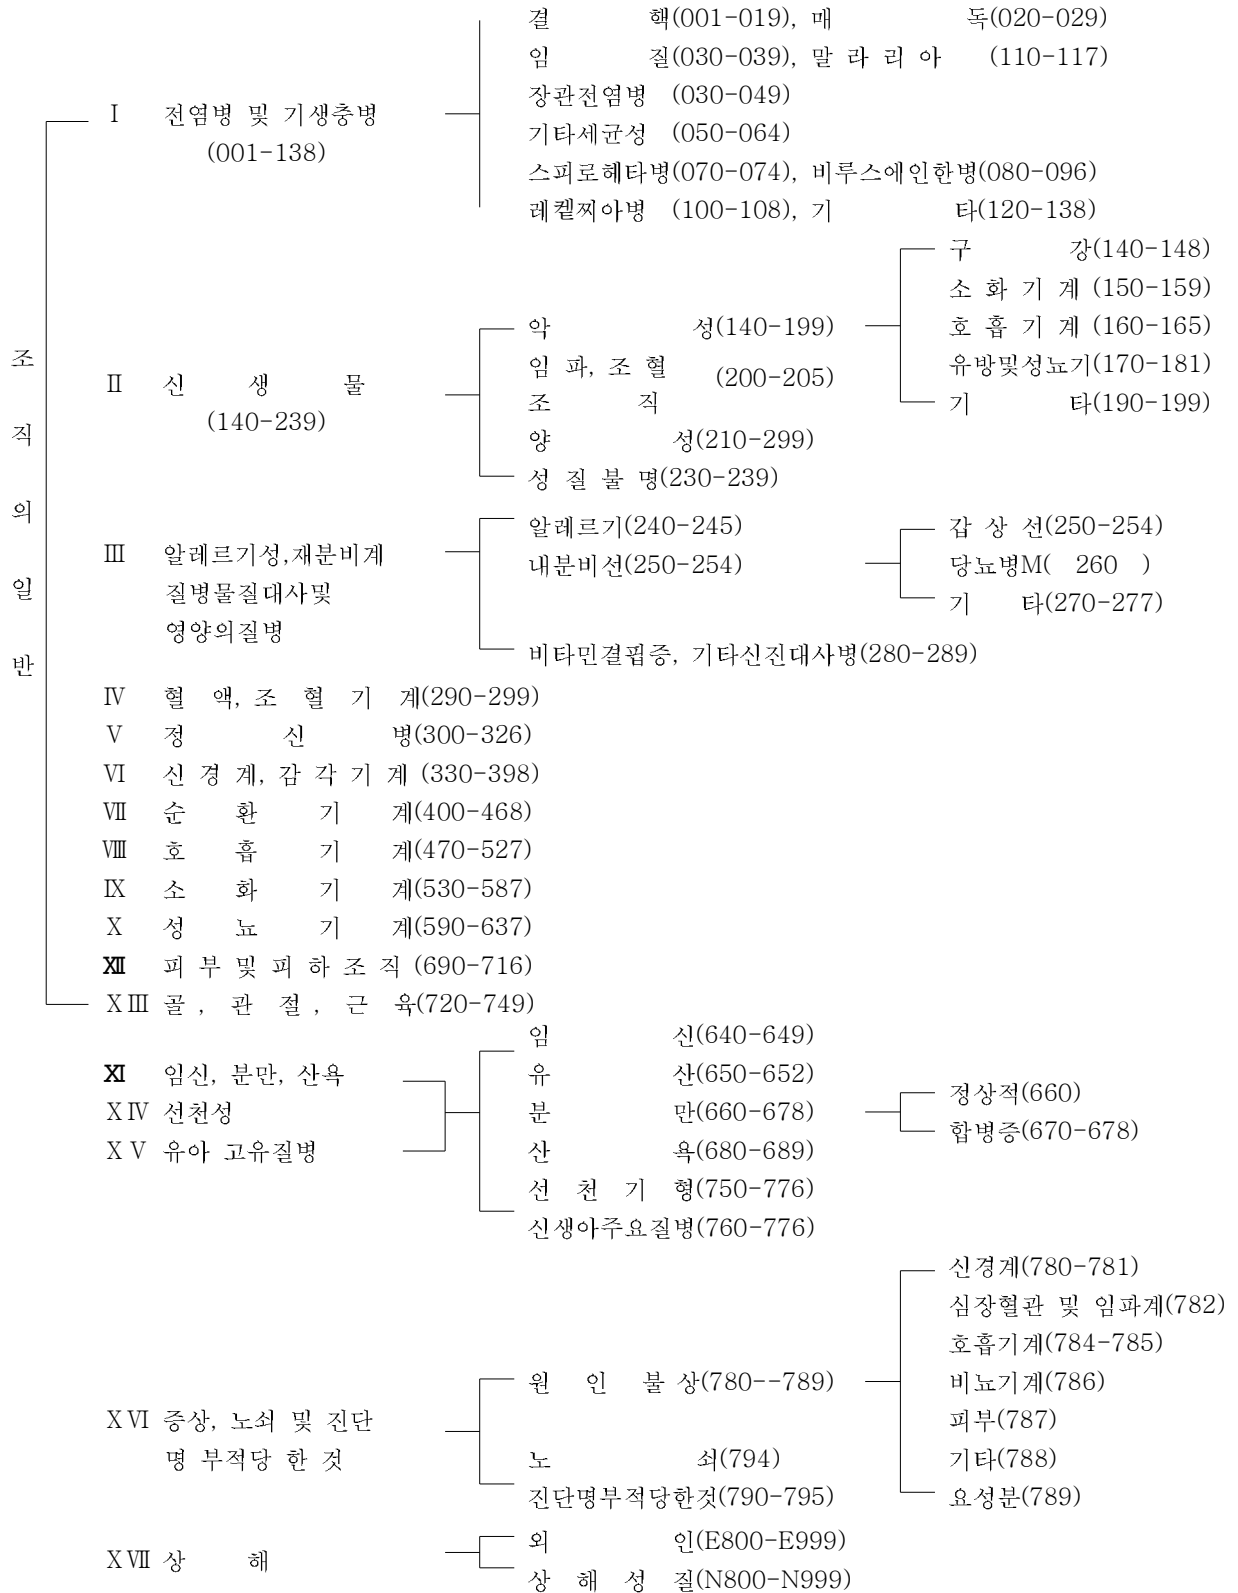 결 핵(001-019), 매 독(020-029)
임 질(030-039), 말 라 리 아 (110-117)
장관전염병 (030-049)
Ⅰ 전염병 및 기생충병
(001-138)
기타세균성 (050-064)
스피로헤타병(070-074), 비루스에인한병(080-096)
레켙찌아병 (100-108), 기 타(120-138)
조 직 의 일 반
Ⅱ 신 생 물
(140-239)
악 성(140-199)
임 파, 조 혈
조 직
(200-205)
양 성(210-299)
성 질 불 명(230-239)
구 강(140-148)
소 화 기 계 (150-159)
호 흡 기 계 (160-165)
유방및성뇨기(170-181)
기 타(190-199)
Ⅲ 알레르기성,재분비계
질병물질대사및
영양의질병
알레르기(240-245)
내분비선(250-254)
갑 상 선(250-254)
당뇨병M( 260 )
기 타(270-277)
비타민결핍증, 기타신진대사병(280-289)
Ⅳ 혈 액, 조 혈 기 계(290-299)
Ⅴ 정 신 병(300-326)
Ⅵ 신 경 계, 감 각 기 계 (330-398)
Ⅶ 순 환 기 계(400-468)
Ⅷ 호 흡 기 계(470-527)
Ⅸ 소 화 기 계(530-587)
Ⅹ 성 뇨 기 계(590-637)
Ⅻ 피 부 및 피 하 조 직 (690-716)
ⅩⅢ 골 , 관 절 , 근 육(720-749)
Ⅺ 임신, 분만, 산욕
ⅩⅣ 선천성
ⅩⅤ 유아 고유질병
임 신(640-649)
유 산(650-652)
분 만(660-678)
산 욕(680-689)
선 천 기 형(750-776)
신생아주요질병(760-776)
정상적(660)
합병증(670-678)
ⅩⅥ 증상, 노쇠 및 진단
명 부적당 한 것
원 인 불 상(780--789)
노 쇠(794)
진단명부적당한것(790-795)
신경계(780-781)
심장혈관 및 임파계(782)
호흡기계(784-785)
비뇨기계(786)
피부(787)
기타(788)
요성분(789)
ⅩⅦ 상 해
외 인(E800-E999)
상 해 성 질(N800-N999)